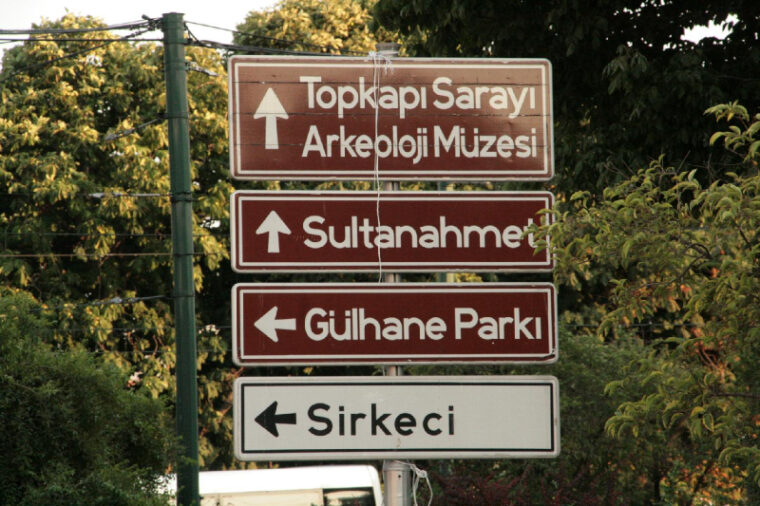 Topkapı Sarayı
Arkeoloji Müzesi
Sultanahmet
Gülhane Parkı
Sirkeci